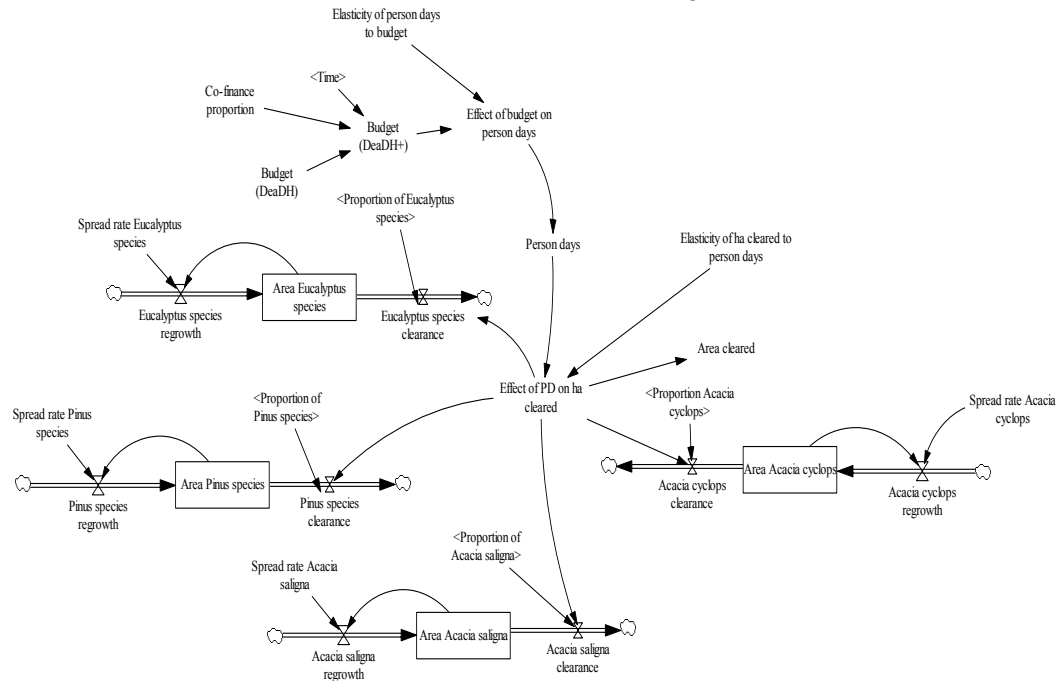 Elasticity of person days
to budget
<Time>
Co-finance
proportion
Budget
(DeaDH+)
Effect of budget on
person days
Budget
(DeaDH)
<Proportion of Eucalyptus
species>
Spread rate Eucalyptus
species
Person days
Elasticity of ha cleared to
person days
Area Eucalyptus
species
Eucalyptus species
regrowth
Eucalyptus species
clearance
Area cleared
Effect of PD on ha
cleared
<Proportion of
Pinus species>
<Proportion Acacia
cyclops>
Spread rate Pinus
species
Spread rate Acacia
cyclops
Area Pinus species
Area Acacia cyclops
Pinus species
regrowth
Pinus species
clearance
Acacia cyclops
clearance
Acacia cyclops
regrowth
<Proportion of
Acacia saligna>
Spread rate Acacia
saligna
Area Acacia saligna
Acacia saligna
regrowth
Acacia saligna
clearance